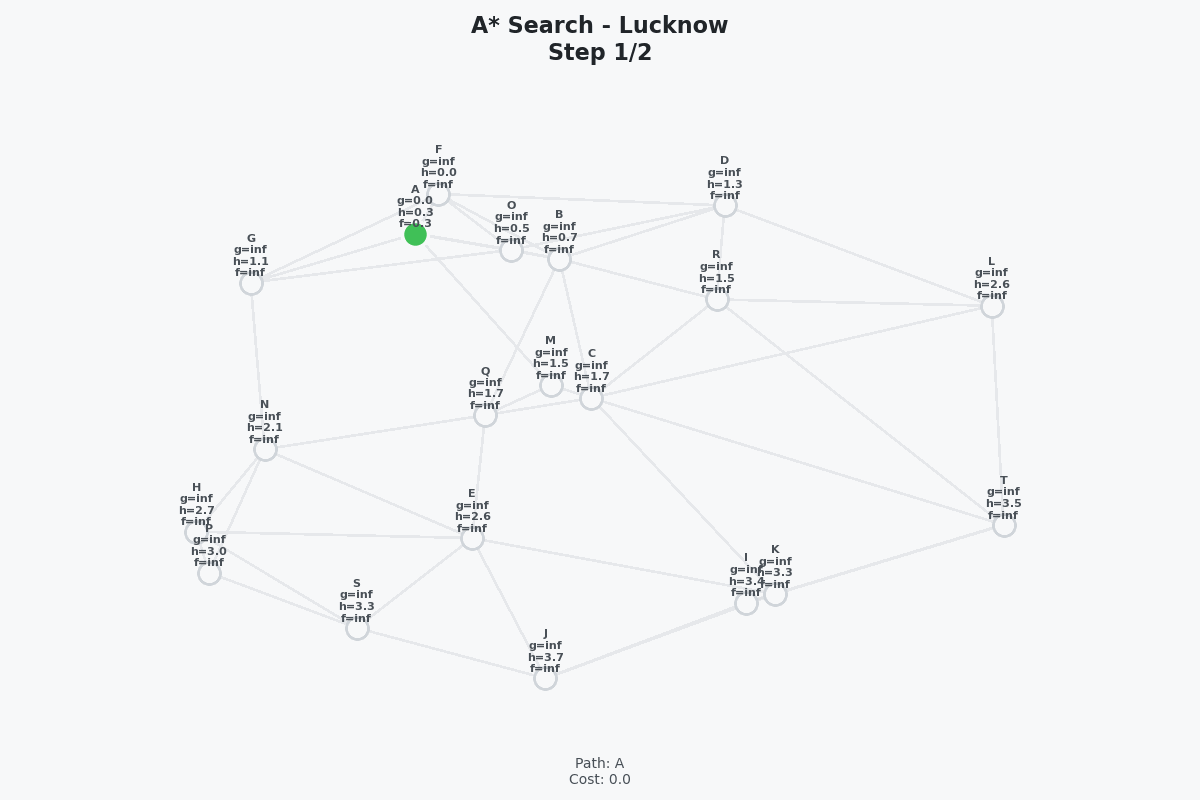 A* Search - Lucknow
Step 1/2
F
g=inf
h=0.0
f=inf
D
g=inf
h=1.3
f=inf
A
g=0.0
h=0.3
f=0.3
O
g=inf
h=0.5
f=inf
B
g=inf
h=0.7
f=inf
G
g=inf
h=1.1
f=inf
R
g=inf
h=1.5
f=inf
L
g=inf
h=2.6
f=inf
M
g=inf
h=1.5
f=inf
C
g=inf
h=1.7
f=inf
Q
g=inf
h=1.7
f=inf
N
g=inf
h=2.1
f=inf
H
g=inf
h=2.7
f=inf
P
g=inf
h=3.0
f=inf
E
g=inf
h=2.6
f=inf
T
g=inf
h=3.5
f=inf
I
g=inf
h=3.4
f=inf
K
g=inf
h=3.3
f=inf
S
g=inf
h=3.3
f=inf
J
g=inf
h=3.7
f=inf
Path: A
Cost: 0.0